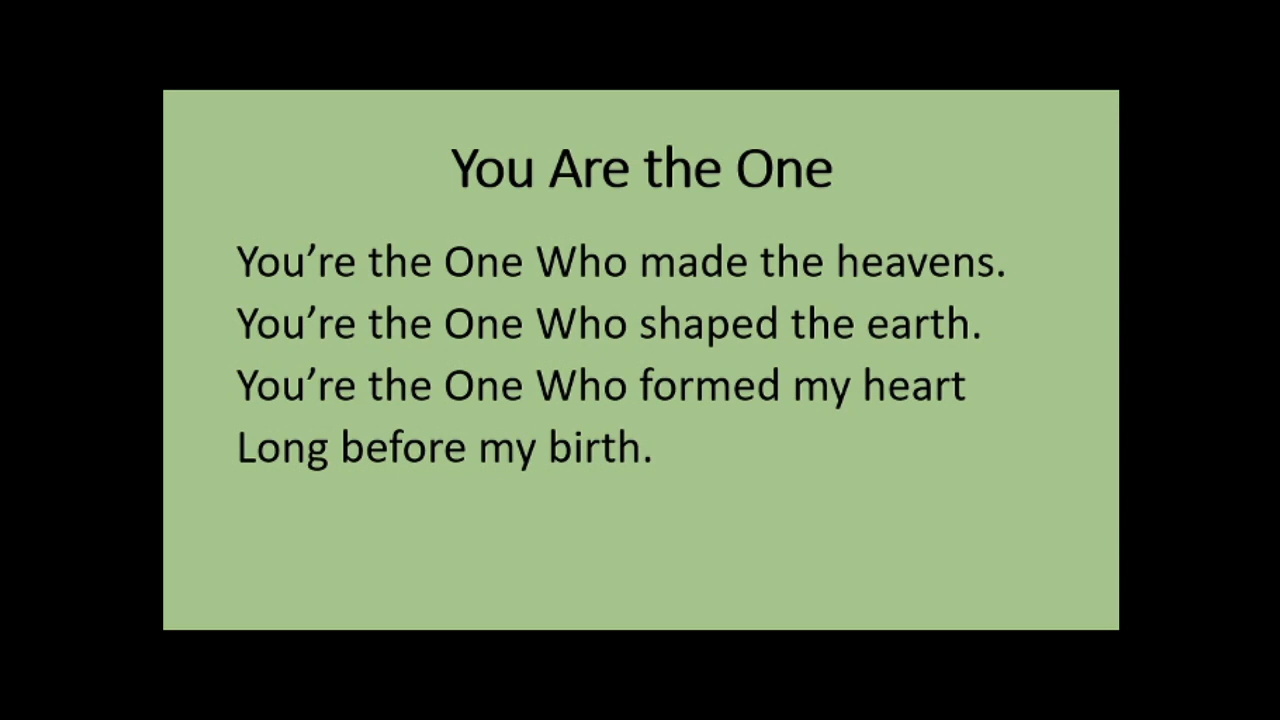 You Are the One
You’re the One Who made the heavens.
You’re the One Who shaped the earth.
You’re the One Who formed my heart
Long before my birth.